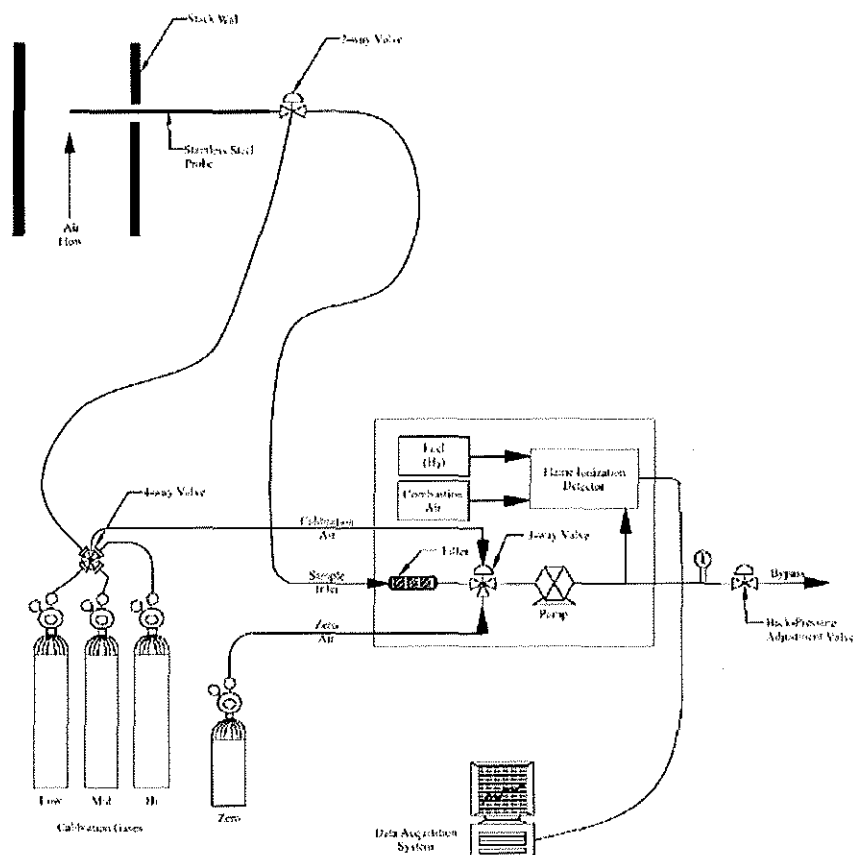 Stack Wall
3-way Valve
Stainless Steel
Probe
Air
Flow
Fuel
(H₂)
Flame Ionization
Detector
Combustion
Air
4-way Valve
Calibration
Air
Filter
3-way Valve
Sample
Inlet
Pump
Bypass
Back-Pressure
Adjustment Valve
Zero
Air
Low
Mid
Hi
Calibration Gases
Zero
Data Acquisition
System